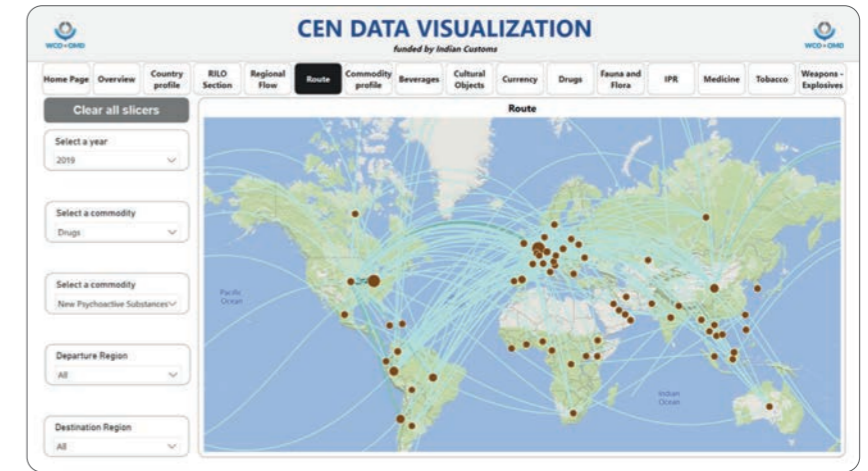 CEN DATA VISUALIZATION
funded by Indian Customs
WCO OMD
WCO OMD
Home Page
Overview
Country
profile
RILO
Section
Regional
Flow
Route
Commodity
profile
Beverages
Cultural
Objects
Currency
Drugs
Fauna and
Flora
IPR
Medicine
Tobacco
Weapons -
Explosives
Clear all slicers
Route
Select a year
2019
Select a commodity
Drugs
Select a commodity
New Psychoactive Substances
Departure Region
All
Destination Region
All
Pacific
Ocean
Indian
Ocean